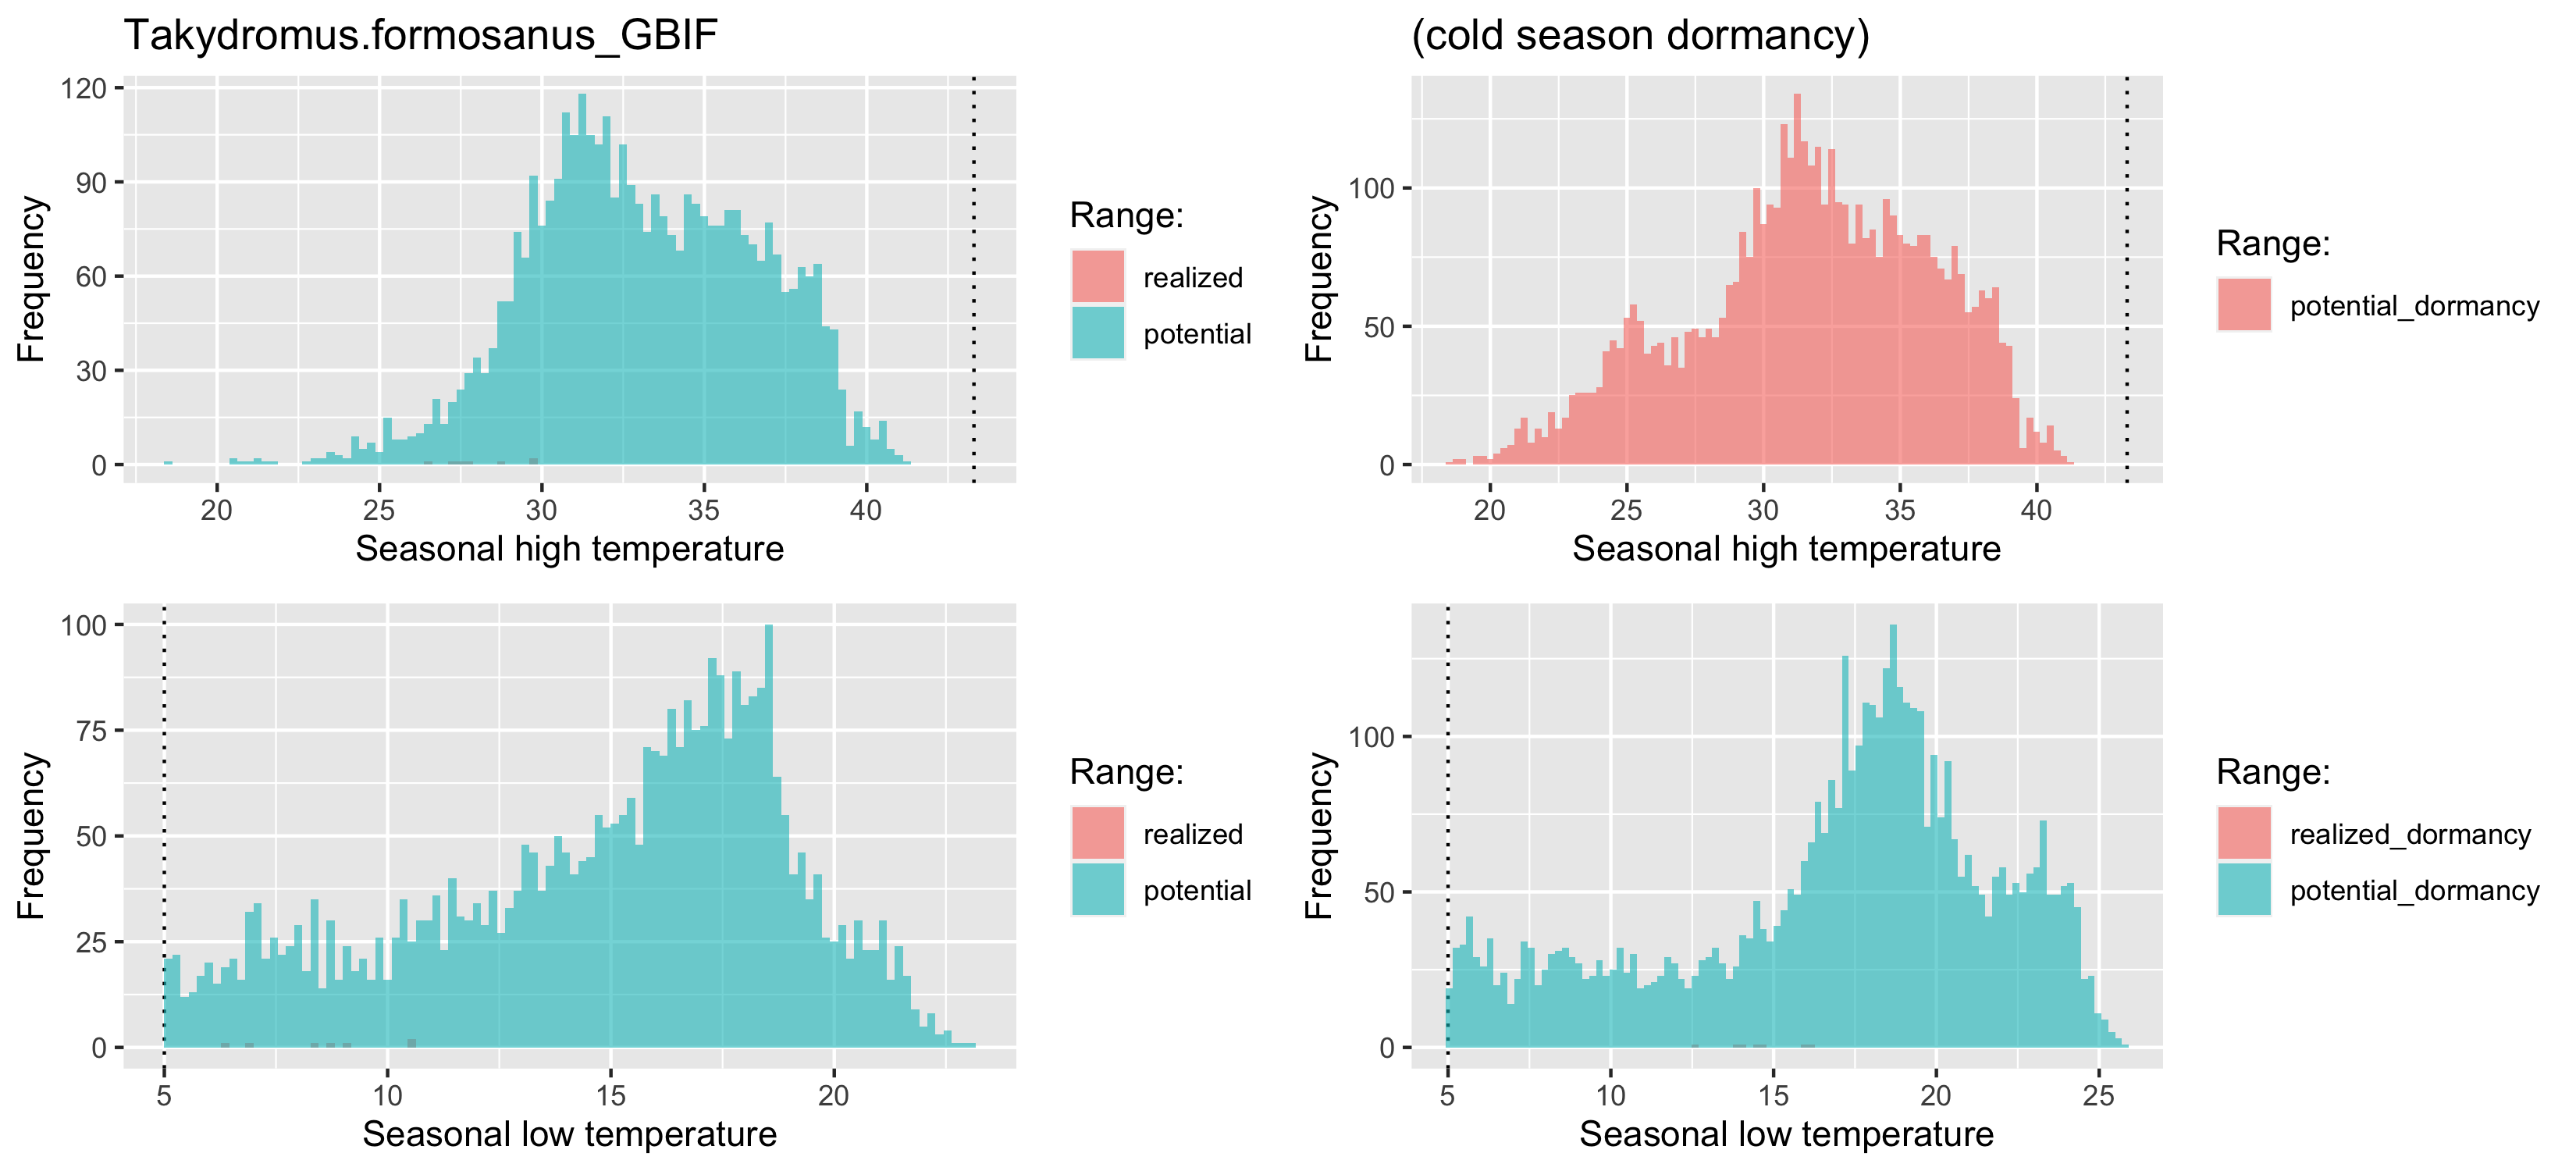 Takydromus.formosanus_GBIF
120
90
60
30
0
Frequency
20 25 30 35 40
Seasonal high temperature
Range:
realized
potential
(cold season dormancy)
100
50
0
Frequency
20 25 30 35 40
Seasonal high temperature
Range:
potential_dormancy
100
75
50
25
0
Frequency
5 10 15 20
Seasonal low temperature
Range:
realized
potential
100
50
0
Frequency
5 10 15 20 25
Seasonal low temperature
Range:
realized_dormancy
potential_dormancy